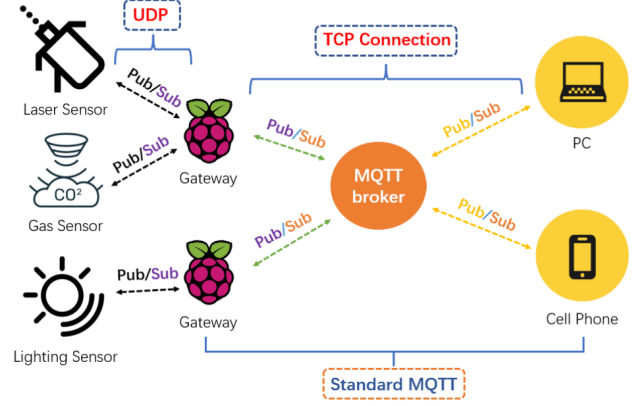 UDP
TCP Connection
Pub/Sub
Laser Sensor
Pub/Sub
CO²
Gas Sensor
Gateway
Pub/Sub
MQTT
broker
Pub/Sub
PC
Pub/Sub
Pub/Sub
Pub/Sub
Lighting Sensor
Gateway
Cell Phone
Standard MQTT